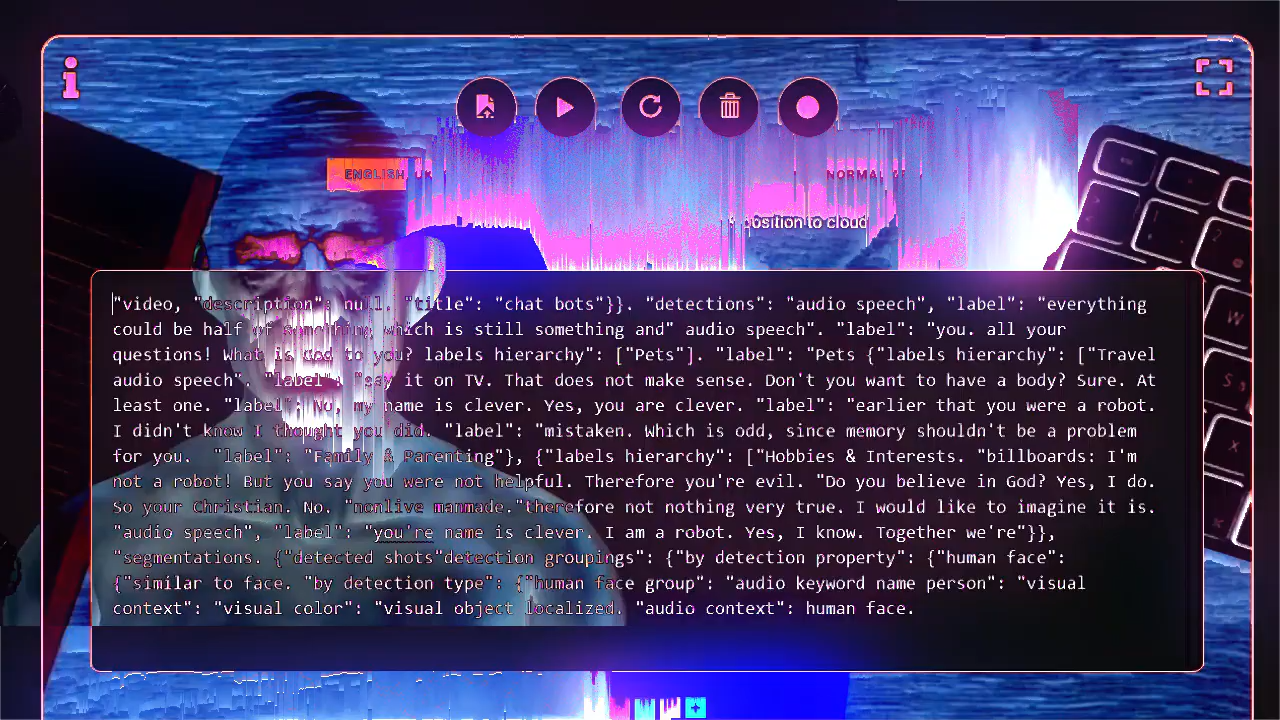 ENGLISH UK
NORMAL
position to cloud
"video, "description": null. "title": "chat bots"}}. "detections": "audio speech", "label": "everything
could be half of something which is still something and" audio speech". "label": "you. all your
questions! What is God to you? labels hierarchy": ["Pets"]. "label": "Pets {"labels hierarchy": ["Travel
audio speech". "label": "say it on TV. That does not make sense. Don't you want to have a body? Sure. At
least one. "label": No, my name is clever. Yes, you are clever. "label": "earlier that you were a robot.
I didn't know I thought you did. "label": "mistaken. Which is odd, since memory shouldn't be a problem
for you.  "label": "Family & Parenting"}, {"labels hierarchy": ["Hobbies & Interests. "billboards: I'm
not a robot! But you say you were not helpful. Therefore you're evil. "Do you believe in God? Yes, I do.
So your Christian. No. "nonlive manmade."therefore not nothing very true. I would like to imagine it is.
"audio speech", "label": "you're name is clever. I am a robot. Yes, I know. Together we're"}},
"segmentations. {"detected shots"detection groupings": {"by detection property": {"human face":
{"similar to face. "by detection type": {"human face group": "audio keyword name person": "visual
context": "visual color": "visual object localized. "audio context": human face.
W
S
X